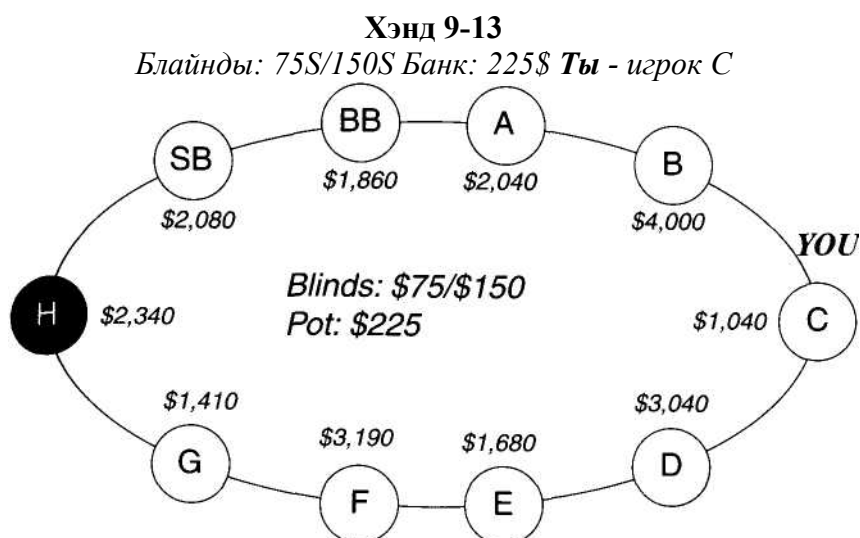 Хэнд 9-13
Блайнды: 75S/150S Банк: 225$ Ты - игрок С
BB
A
SB
B
$1,860
$2,040
$2,080
$4,000
YOU
Blinds: $75/$150
H
$2,340
$1,040
C
Pot: $225
$1,410
$3,040
$3,190
$1,680
G
D
F
E